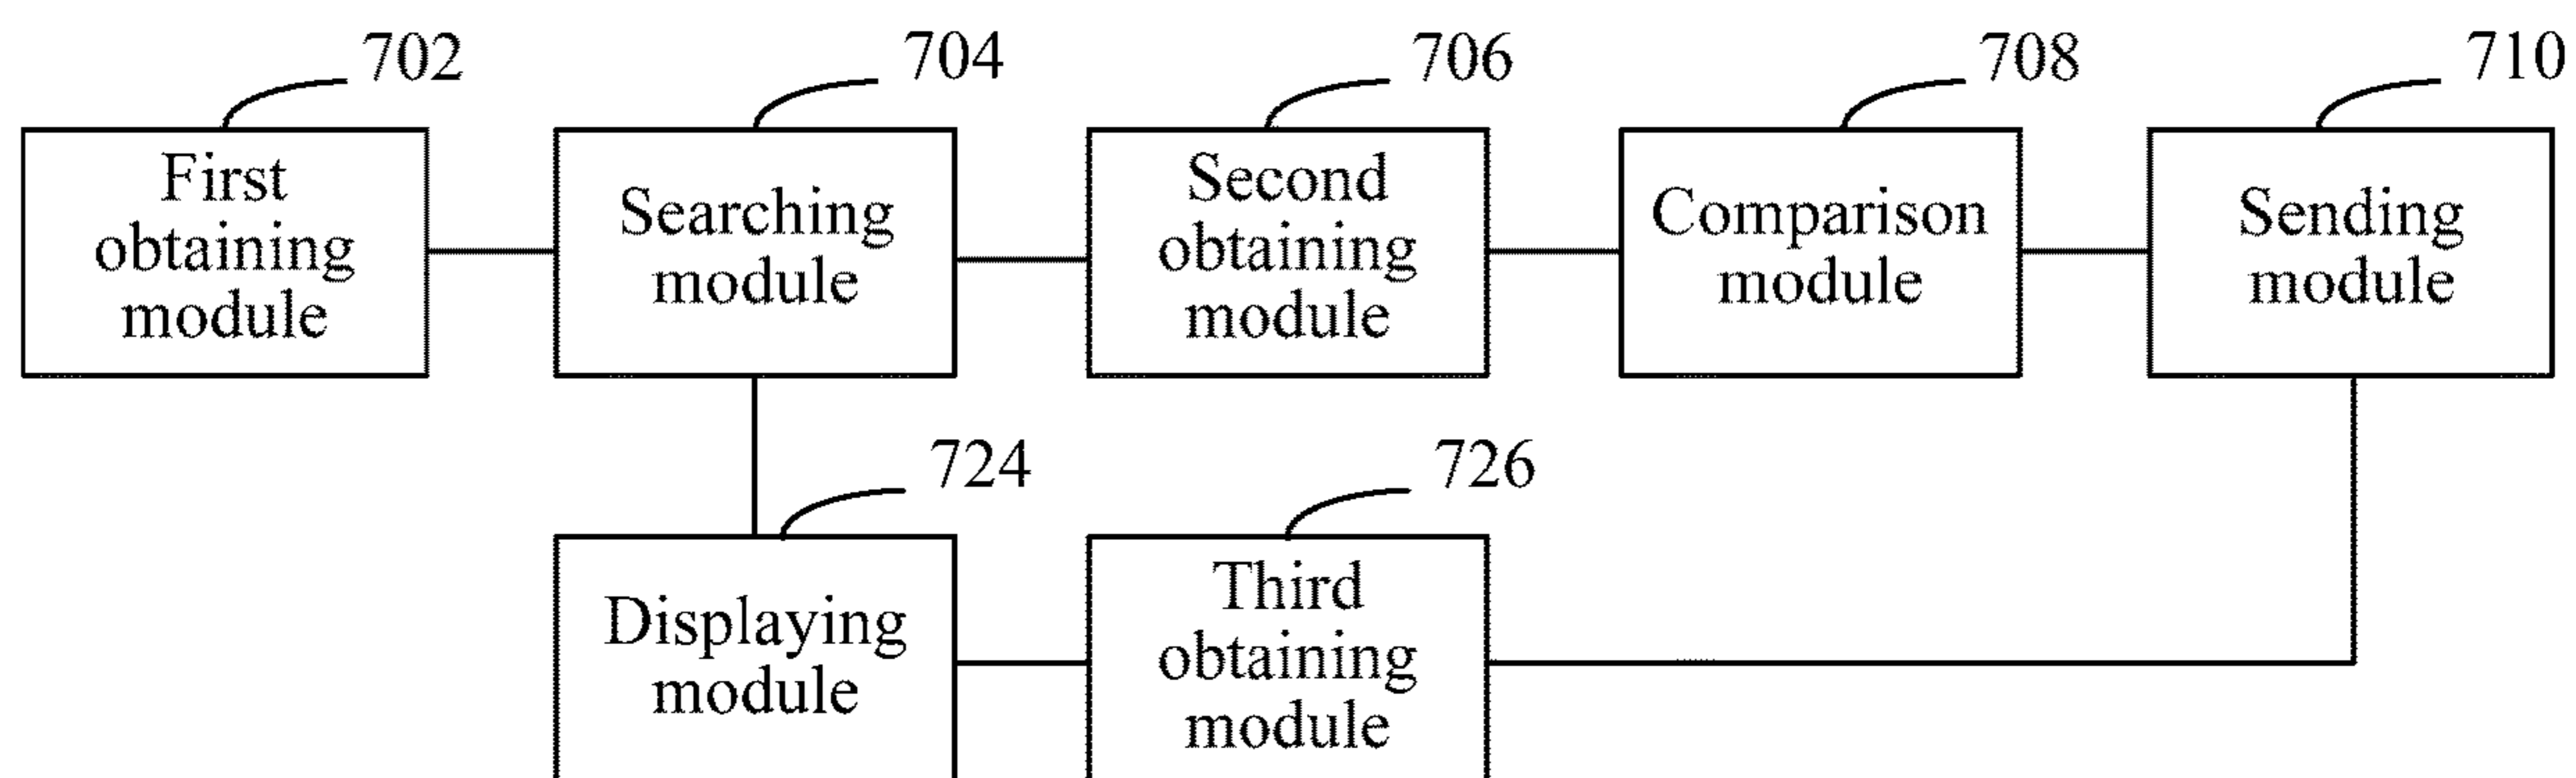 702
704
706
708
710
First
obtaining
module
Searching
module
Second
obtaining
module
Comparison
module
Sending
module
724
726
Displaying
module
Third
obtaining
module